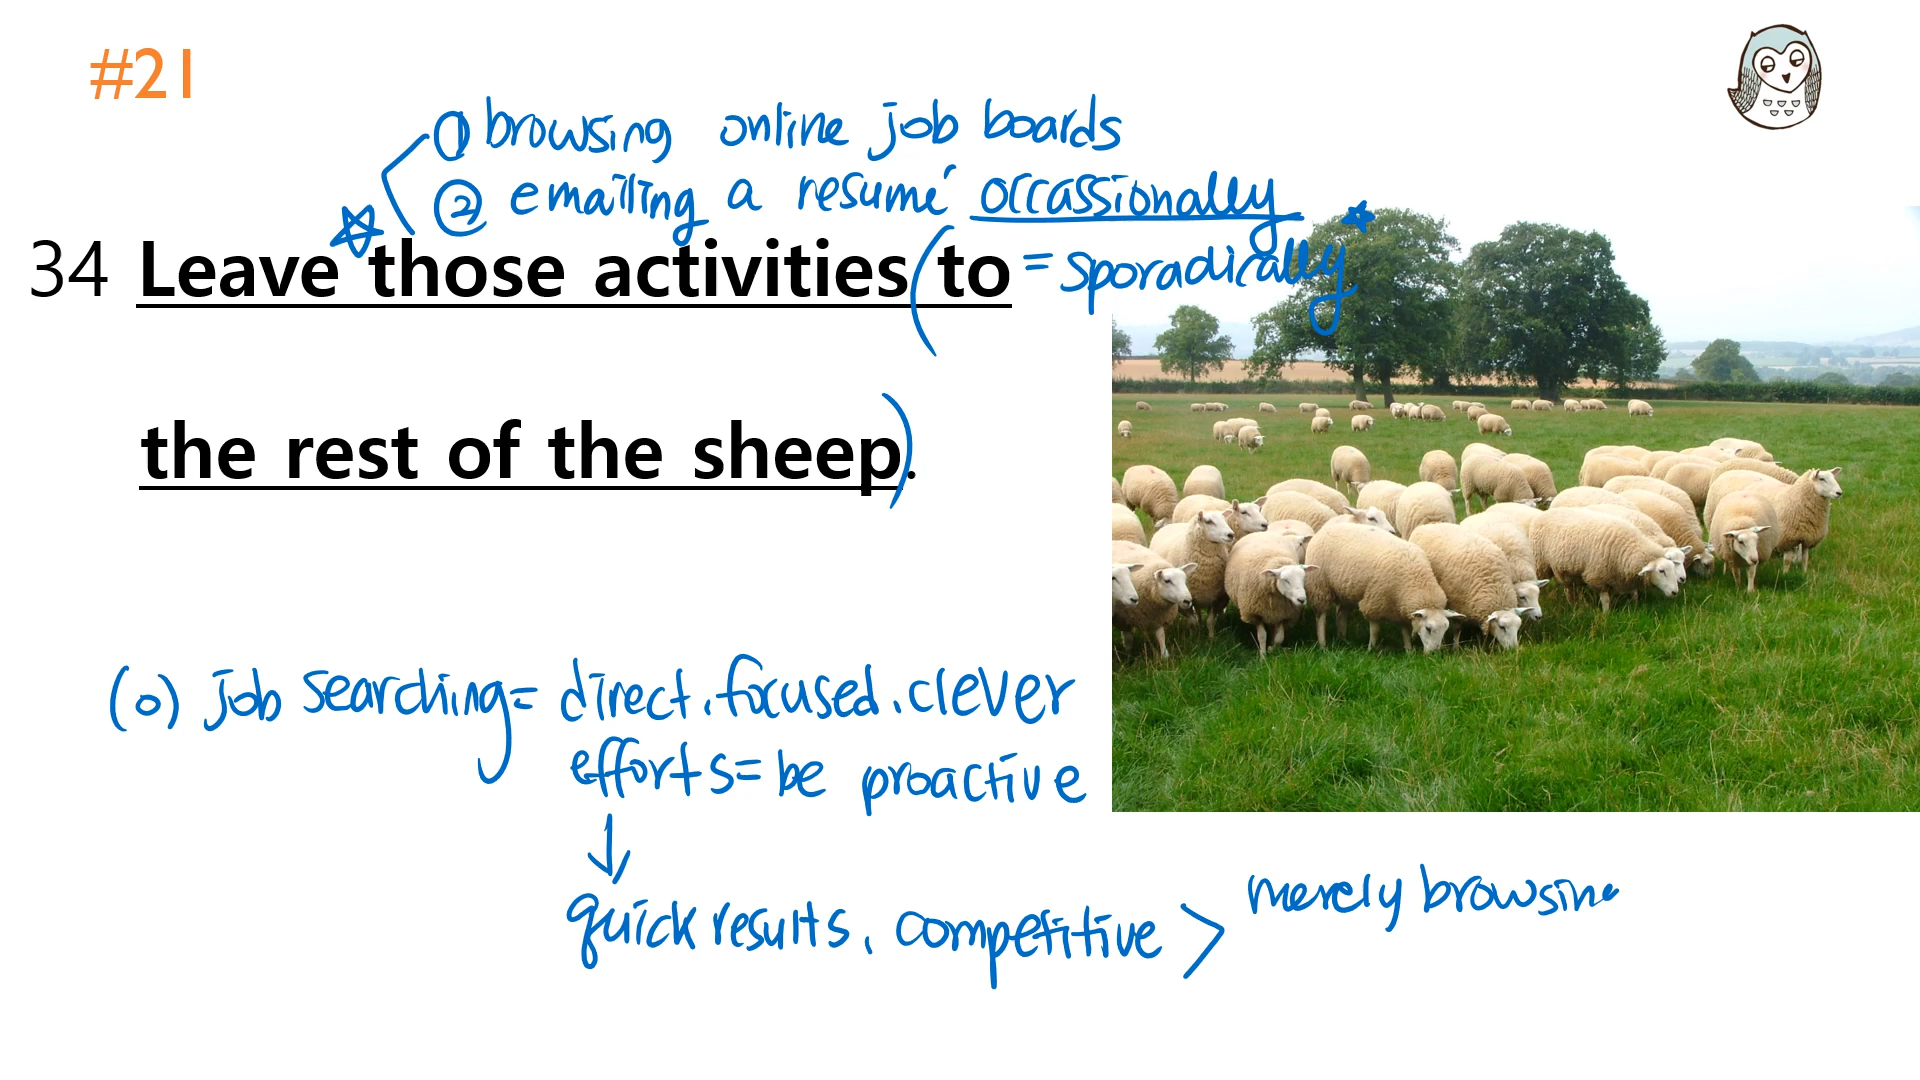 #21
① browsing online job boards
② emailing a resumé occassionally
= sporadically
34 Leave those activities to
the rest of the sheep.
(o) job searching = direct, focused, clever
efforts = be proactive
↓
quick results, competitive > merely browsing